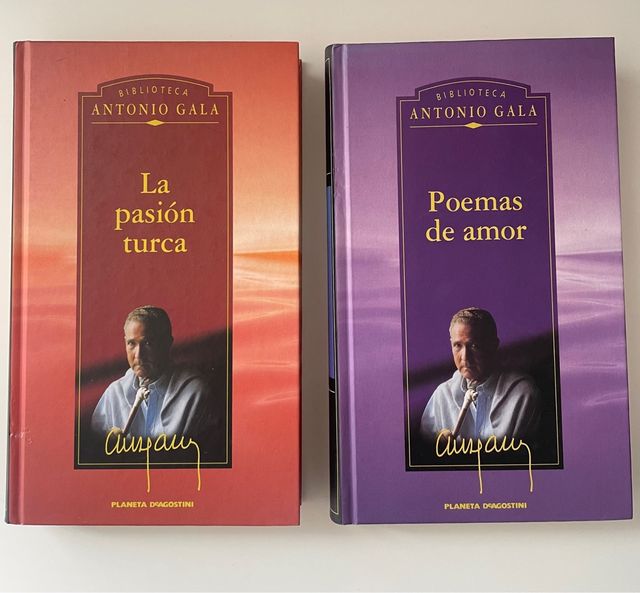 BIBLIOTECA
ANTONIO GALA
La
pasión
turca
PLANETA DEAGOSTINI
BIBLIOTECA
ANTONIO GALA
Poemas
de amor
PLANETA DEAGOSTINI